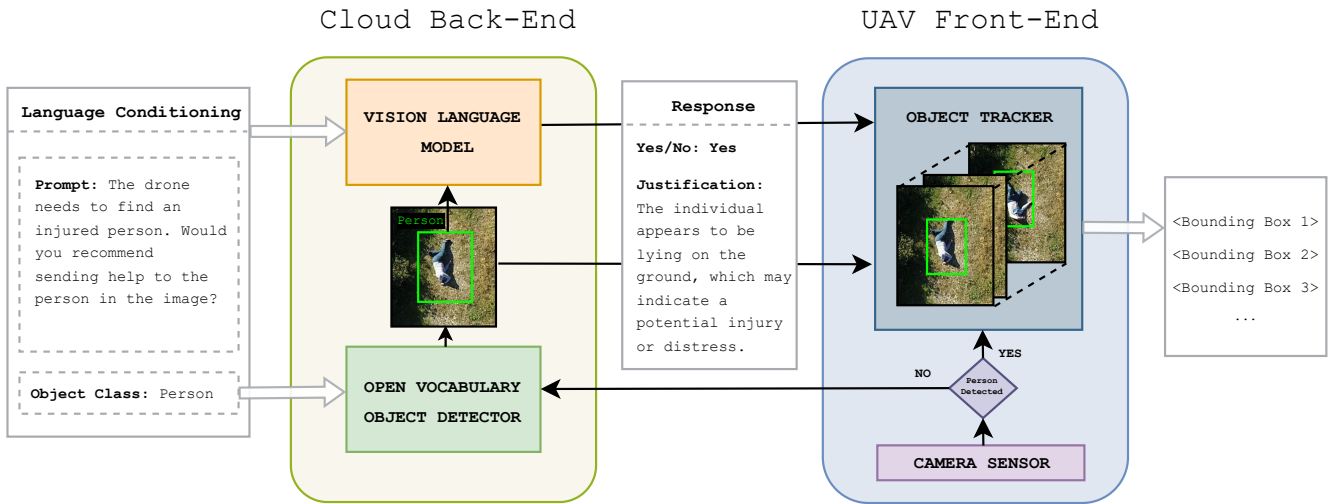 Cloud Back-End
UAV Front-End
Language Conditioning
Prompt: The drone
needs to find an
injured person. Would
you recommend
sending help to the
person in the image?
Object Class: Person
VISION LANGUAGE
MODEL
Person
OPEN VOCABULARY
OBJECT DETECTOR
Response
Yes/No: Yes
Justification:
The individual
appears to be
lying on the
ground, which may
indicate a
potential injury
or distress.
OBJECT TRACKER
YES
NO
Person
Detected
CAMERA SENSOR
<Bounding Box 1>
<Bounding Box 2>
<Bounding Box 3>
...